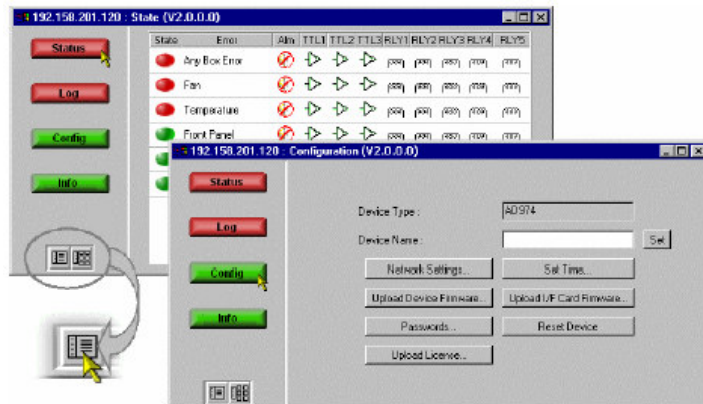 192.158.201.120 : State (V2.0.0.0)
Status
Log
Config
Info
State Error Alm TTL1 TTL2 TTL3 RLY1 RLY2 RLY3 RLY4 RLY5
Any Box Error
Fan
Temperature
Front Panel
192.158.201.120 : Configuration (V2.0.0.0)
Status
Log
Config
Info
Device Type : AD974
Device Name : Set
Network Settings... Set Time...
Upload Device Firmware... Upload I/F Card Firmware...
Passwords... Reset Device
Upload License...